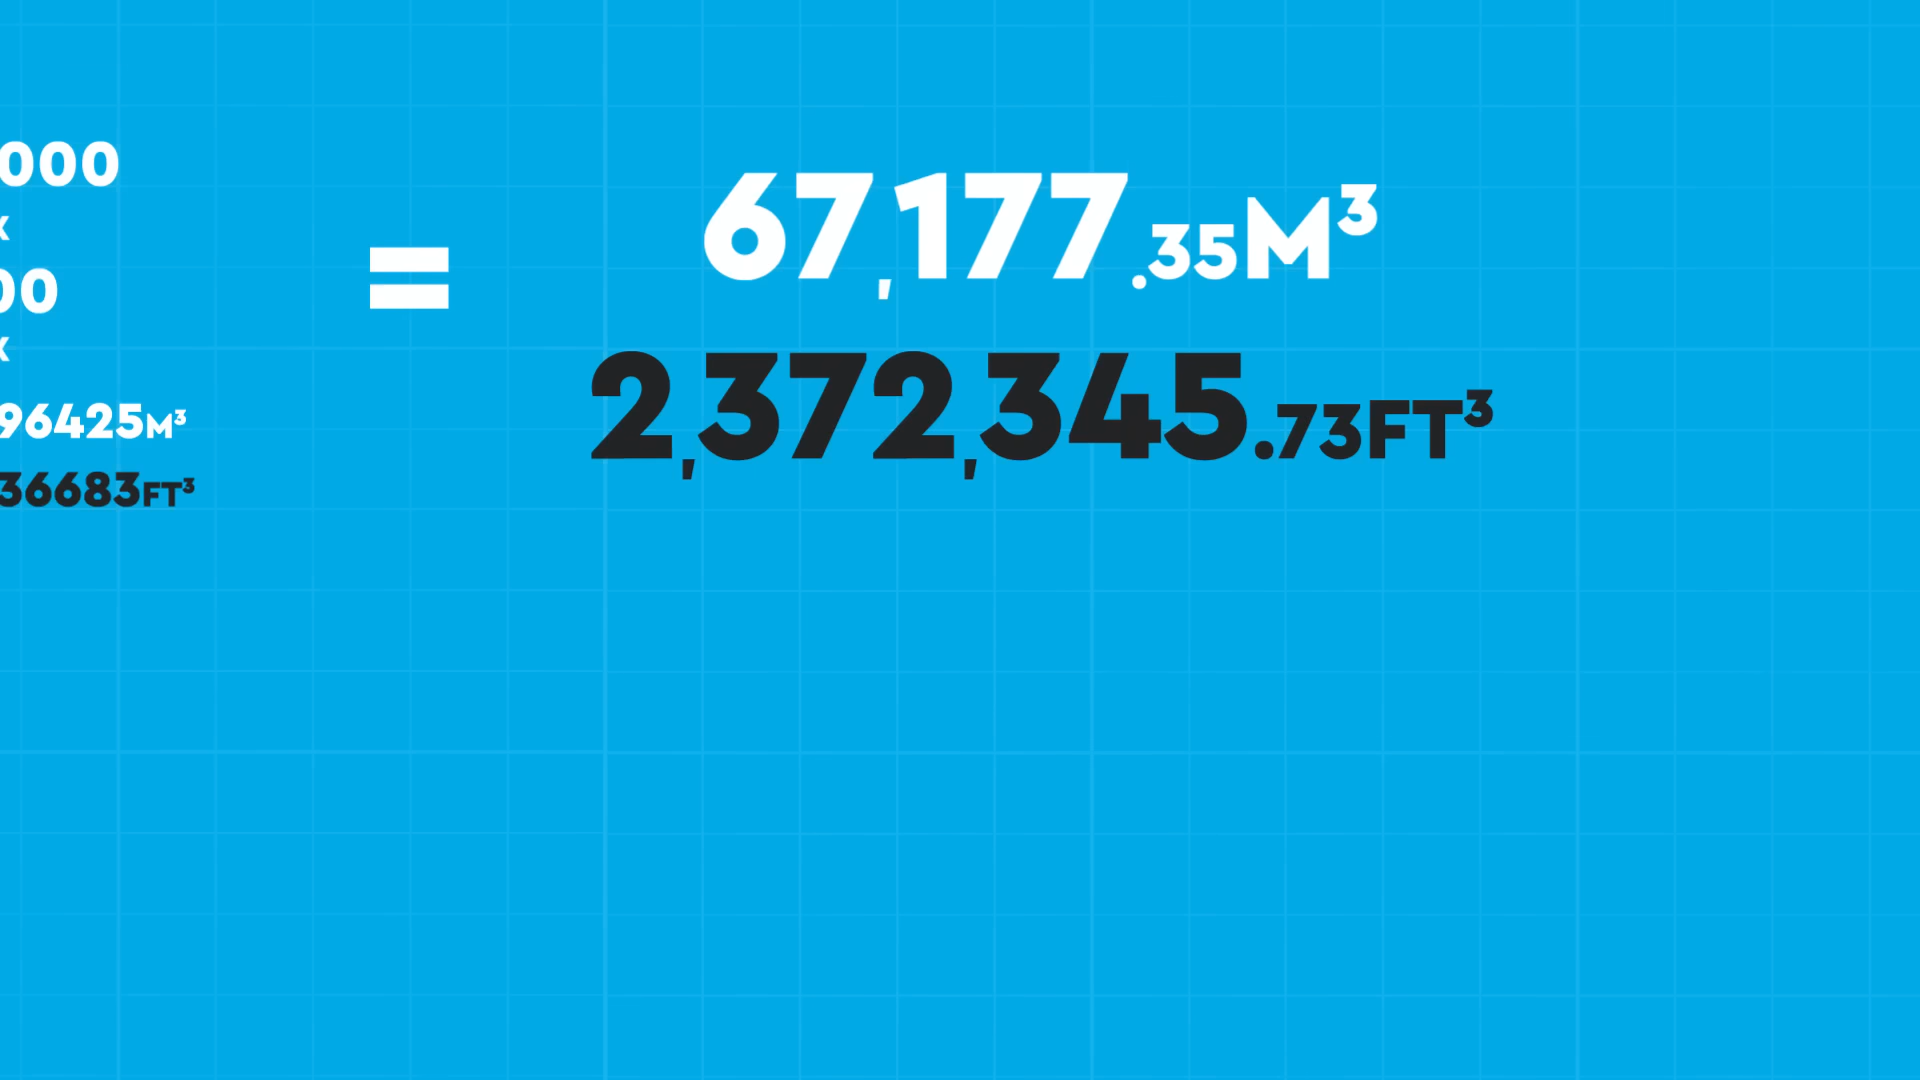 000
x
00
x
96425M³
36683FT³
=
67,177.35M³
2,372,345.73FT³